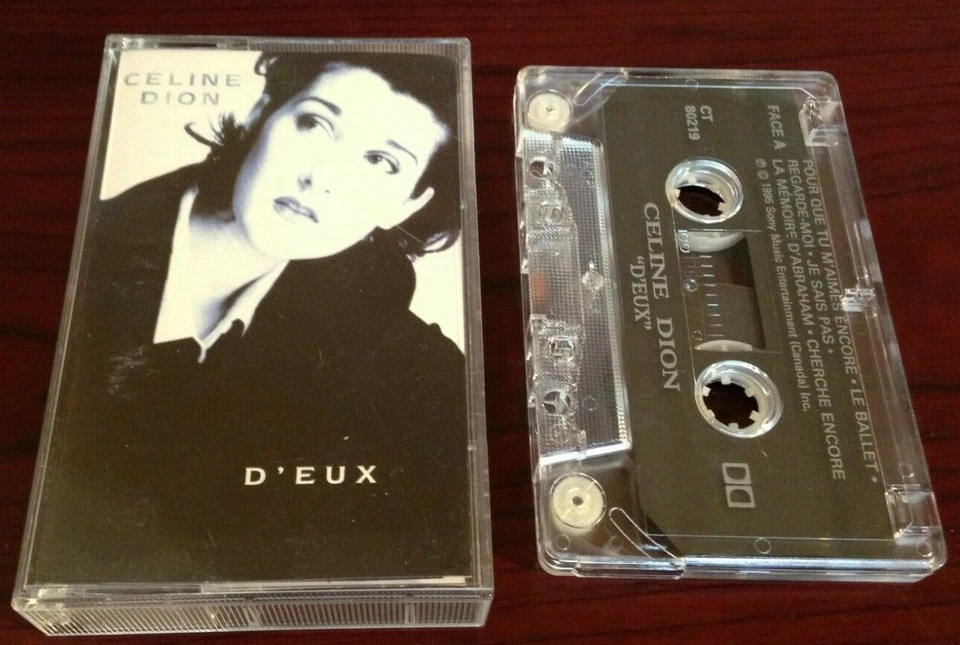 CÉLINE
DION
D'EUX
CT
80219
FACE A
POUR QUE TU M'AIMES ENCORE • LE BALLET •
REGARDE-MOI • JE SAIS PAS •
LA MÉMOIRE D'ABRAHAM • CHERCHE ENCORE
℗ © 1995 Sony Music Entertainment (Canada) Inc.
CELINE DION
"D'EUX"